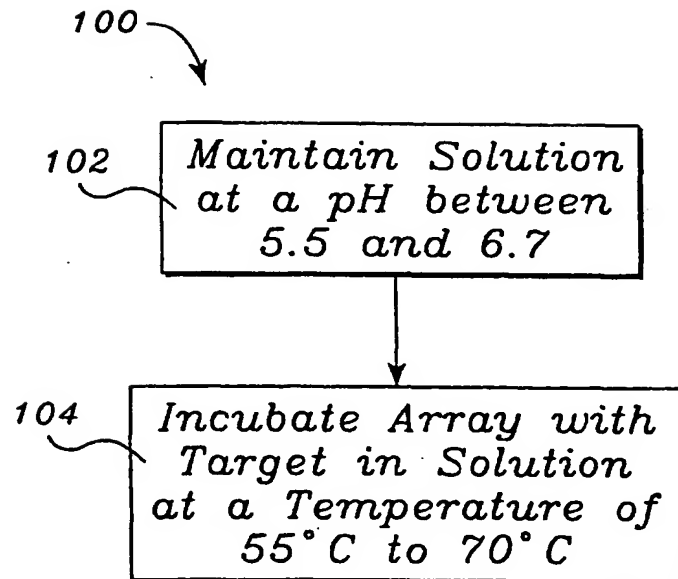 100
102
Maintain Solution
at a pH between
5.5 and 6.7
104
Incubate Array with
Target in Solution
at a Temperature of
55°C to 70°C